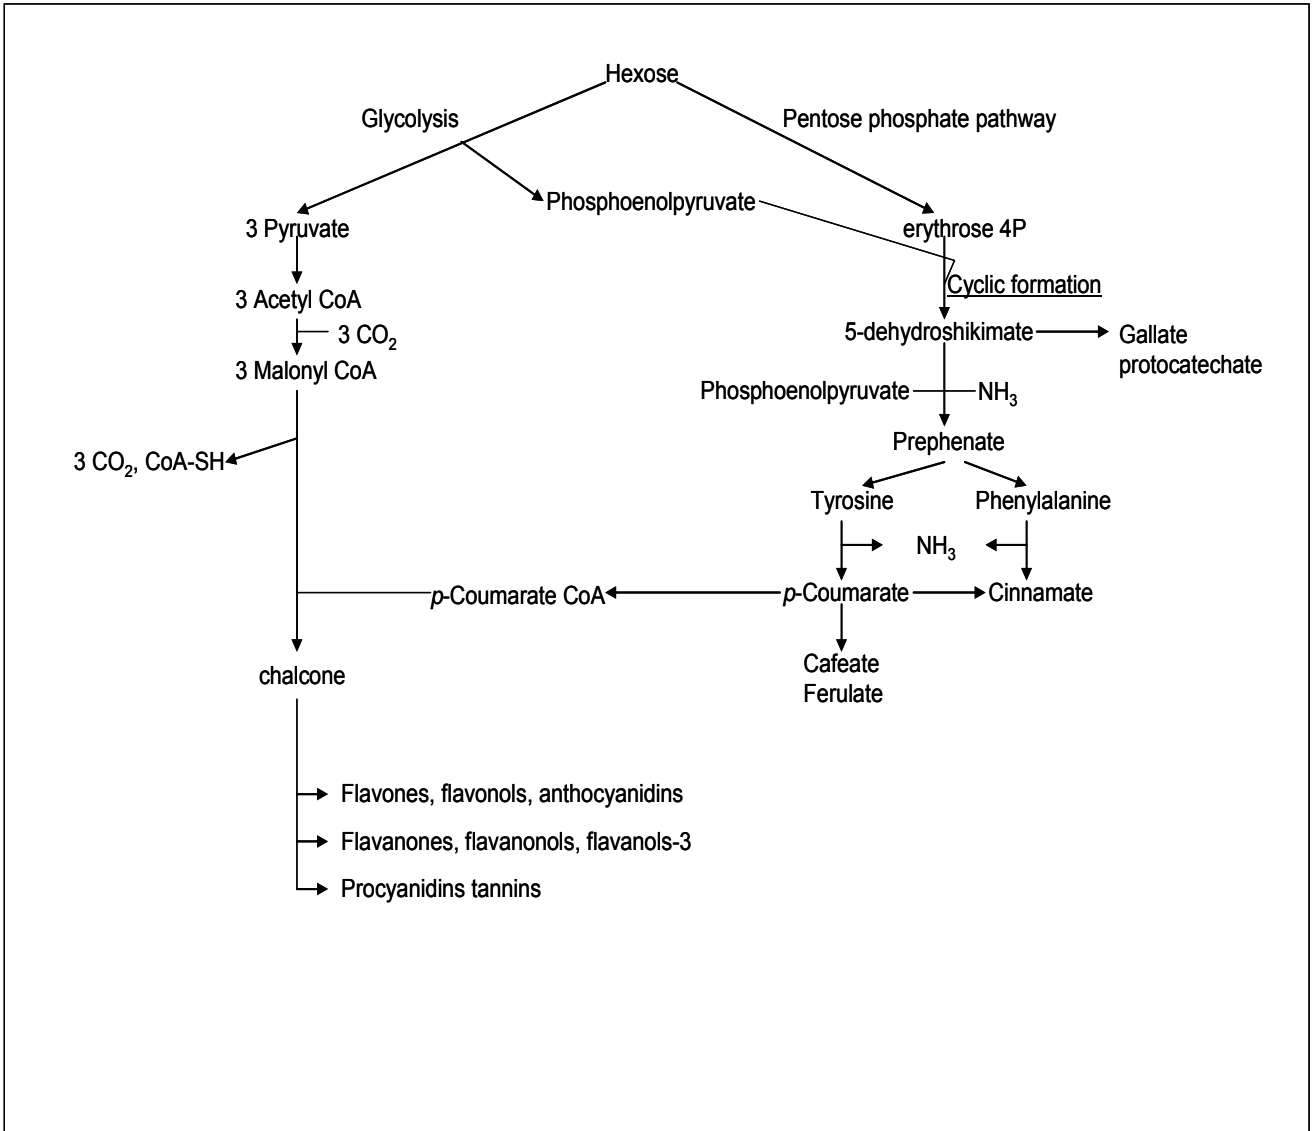 Hexose
Glycolysis
Pentose phosphate pathway
Phosphoenolpyruvate
3 Pyruvate
erythrose 4P
Cyclic formation
3 Acetyl CoA
3 CO2
5-dehydroshikimate
Gallate
protocatechate
3 Malonyl CoA
Phosphoenolpyruvate
NH3
Prephenate
3 CO2, CoA-SH
Tyrosine
Phenylalanine
NH3
p-Coumarate CoA
p-Coumarate
Cinnamate
Cafeate
Ferulate
chalcone
Flavones, flavonols, anthocyanidins
Flavanones, flavanonols, flavanols-3
Procyanidins tannins